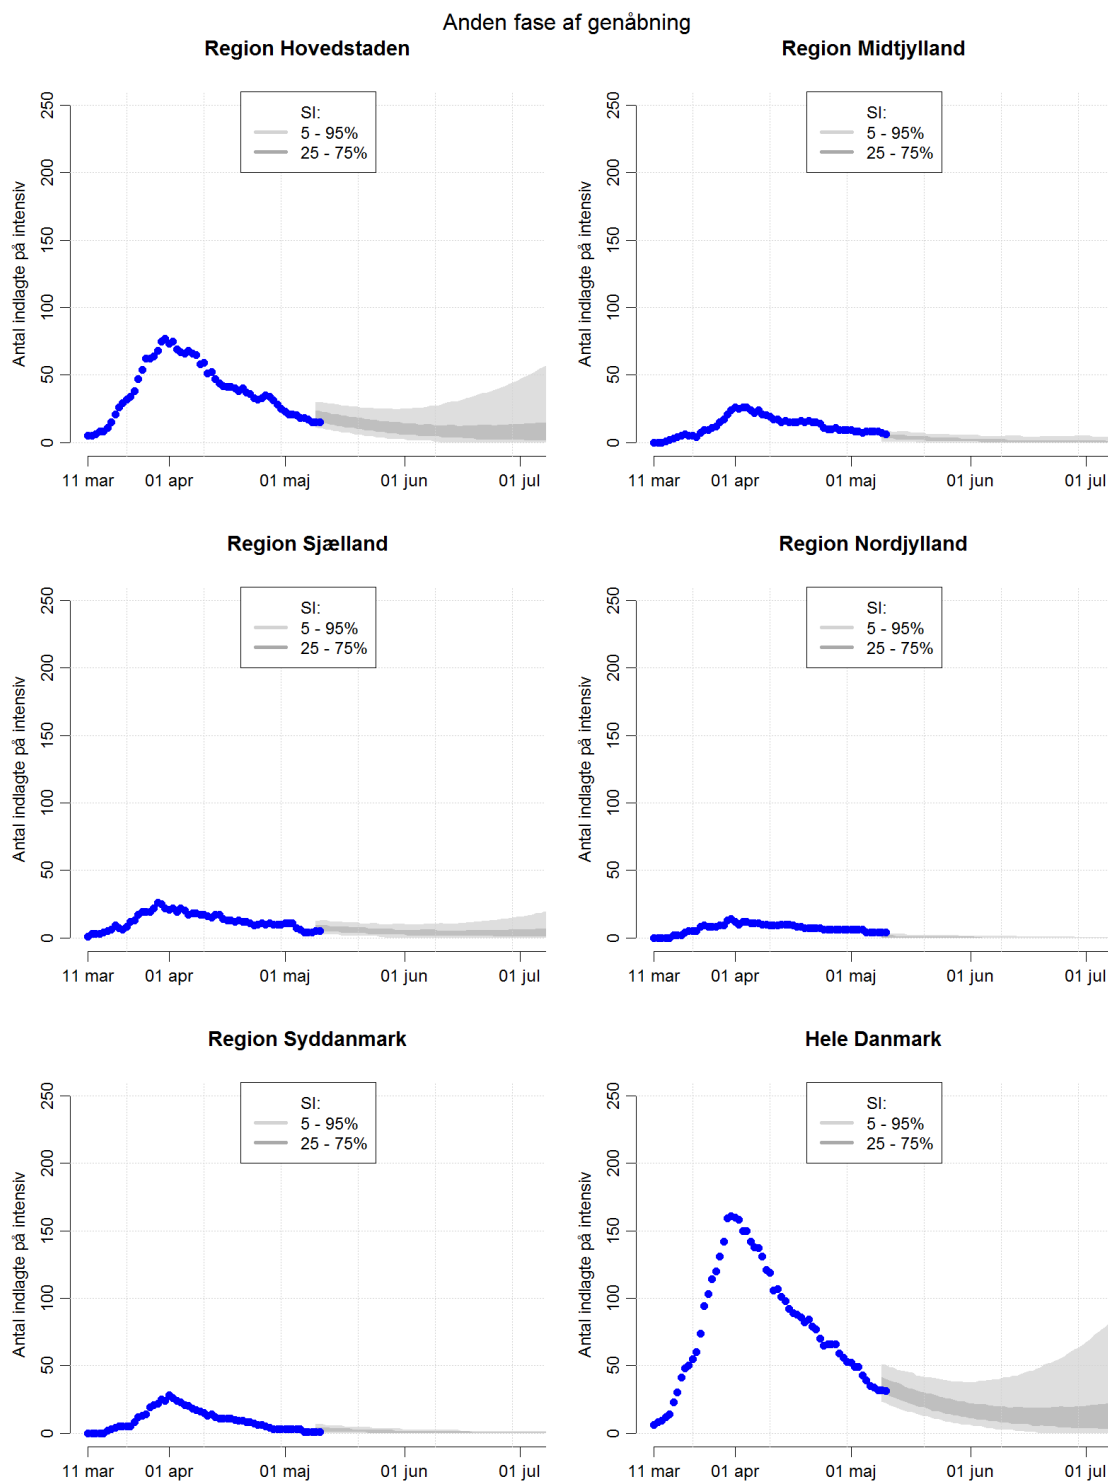 Anden fase af genåbning
Region Hovedstaden
Antal indlagte på intensiv
250
200
150
100
50
0
SI:
5 - 95%
25 - 75%
11 mar 01 apr 01 maj 01 jun 01 jul
Region Midtjylland
Antal indlagte på intensiv
250
200
150
100
50
0
SI:
5 - 95%
25 - 75%
11 mar 01 apr 01 maj 01 jun 01 jul
Region Sjælland
Antal indlagte på intensiv
250
200
150
100
50
0
SI:
5 - 95%
25 - 75%
11 mar 01 apr 01 maj 01 jun 01 jul
Region Nordjylland
Antal indlagte på intensiv
250
200
150
100
50
0
SI:
5 - 95%
25 - 75%
11 mar 01 apr 01 maj 01 jun 01 jul
Region Syddanmark
Antal indlagte på intensiv
250
200
150
100
50
0
SI:
5 - 95%
25 - 75%
11 mar 01 apr 01 maj 01 jun 01 jul
Hele Danmark
Antal indlagte på intensiv
250
200
150
100
50
0
SI:
5 - 95%
25 - 75%
11 mar 01 apr 01 maj 01 jun 01 jul